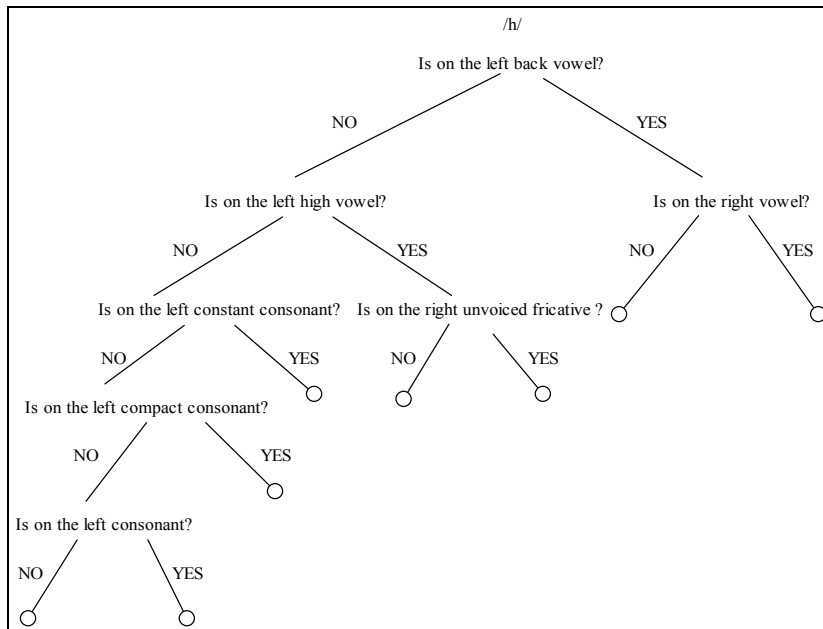 /h/
Is on the left back vowel?
NO
YES
Is on the left high vowel?
Is on the right vowel?
NO
YES
NO
YES
Is on the left constant consonant?
Is on the right unvoiced fricative ?
NO
YES
NO
YES
Is on the left compact consonant?
NO
YES
Is on the left consonant?
NO
YES